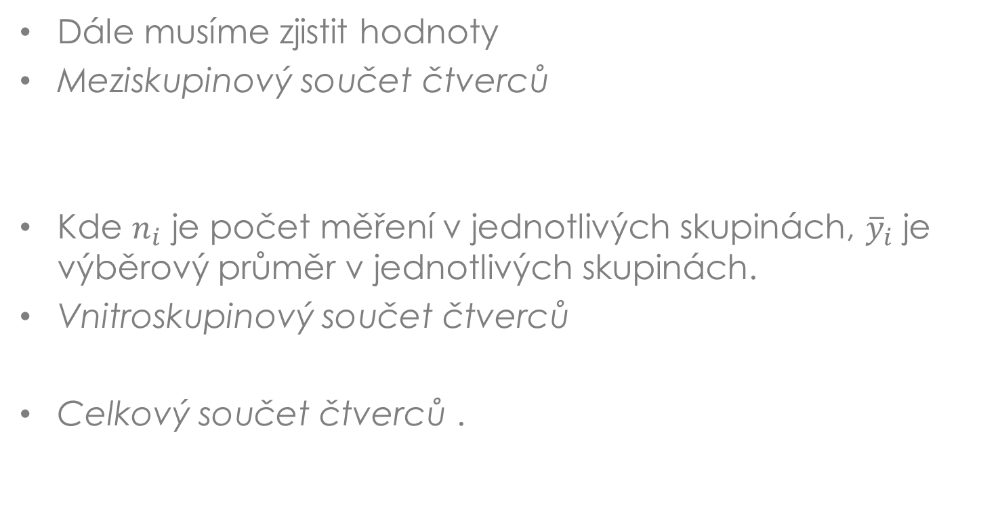 • Dále musíme zjistit hodnoty
• Meziskupinový součet čtverců
• Kde $n_i$ je počet měření v jednotlivých skupinách, $\bar{y}_i$ je
výběrový průměr v jednotlivých skupinách.
• Vnitroskupinový součet čtverců
• Celkový součet čtverců .